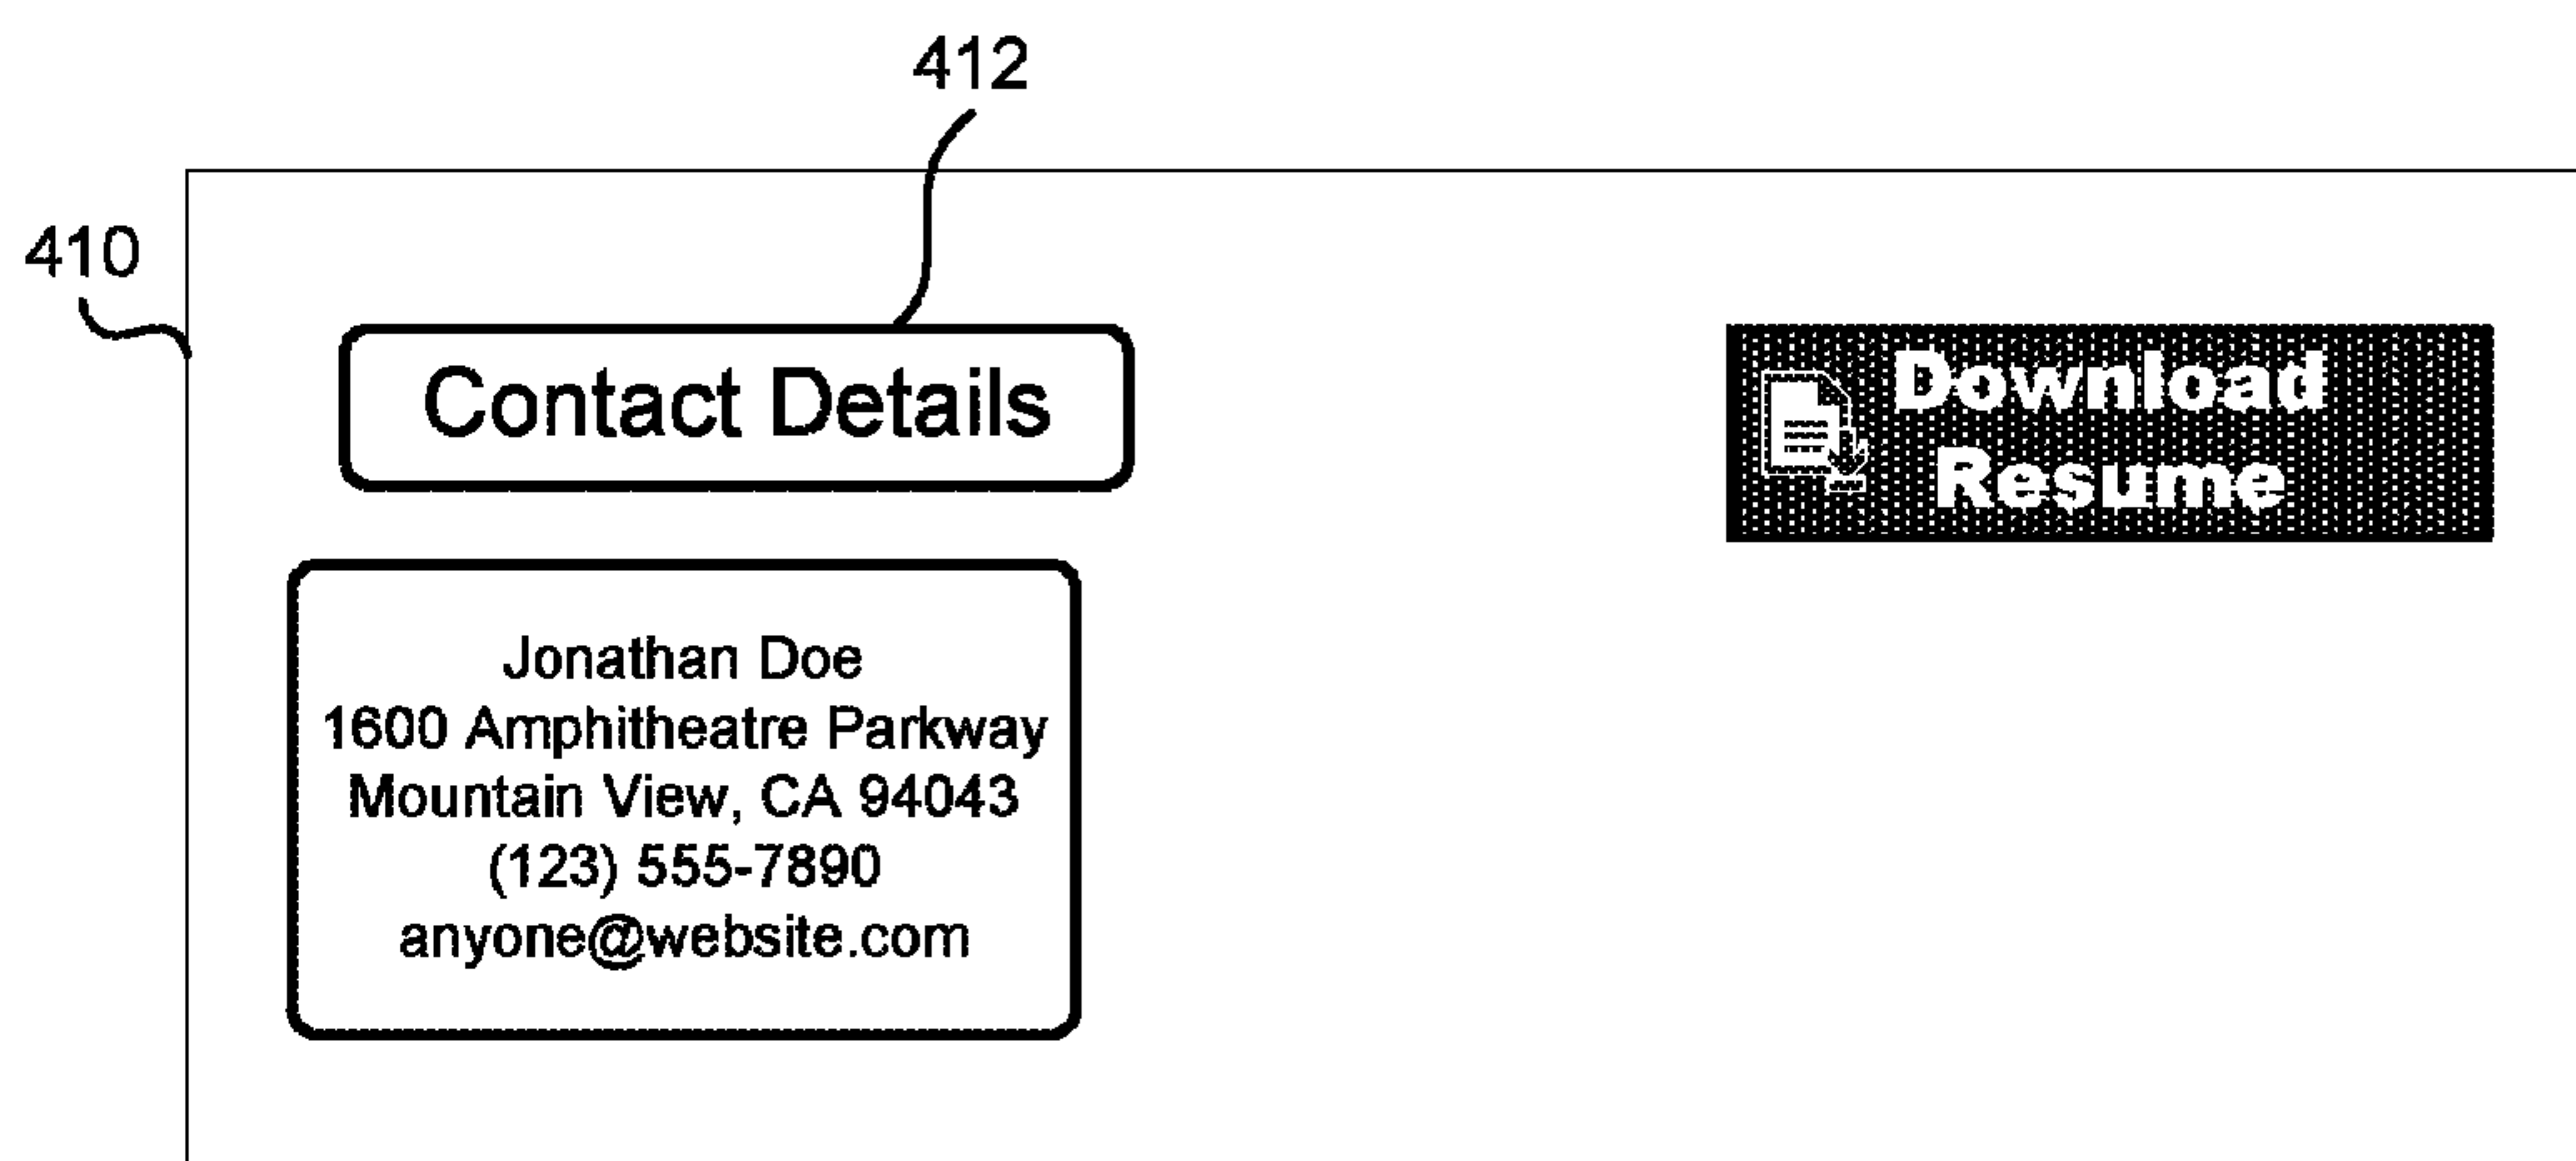 412
410
Contact Details
Download
Resume
Jonathan Doe
1600 Amphitheatre Parkway
Mountain View, CA 94043
(123) 555-7890
anyone@website.com